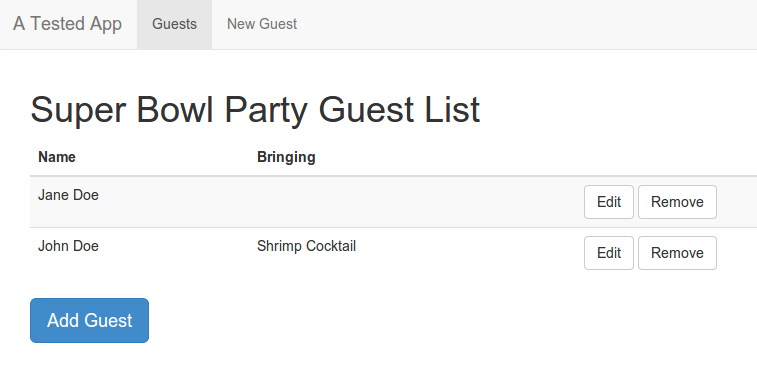 A Tested App Guests New Guest
Super Bowl Party Guest List
Name Bringing
Jane Doe Edit Remove
John Doe Shrimp Cocktail Edit Remove
Add Guest